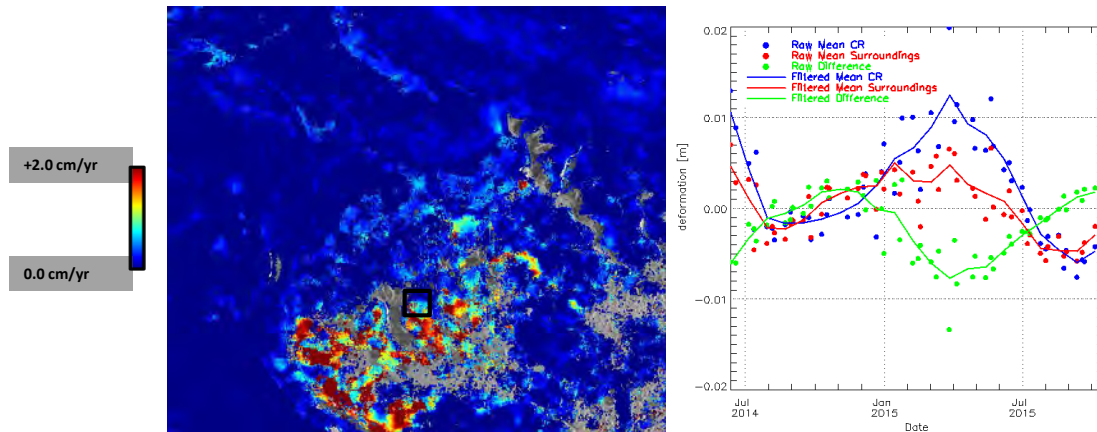 +2.0 cm/yr
0.0 cm/yr
0.02
0.01
0.00
-0.01
-0.02
deformation [m]
Raw Mean CR
Raw Mean Surroundings
Raw Difference
Filtered Mean CR
Filtered Mean Surroundings
Filtered Difference
Jul
2014
Jan
2015
Jul
2015
Date